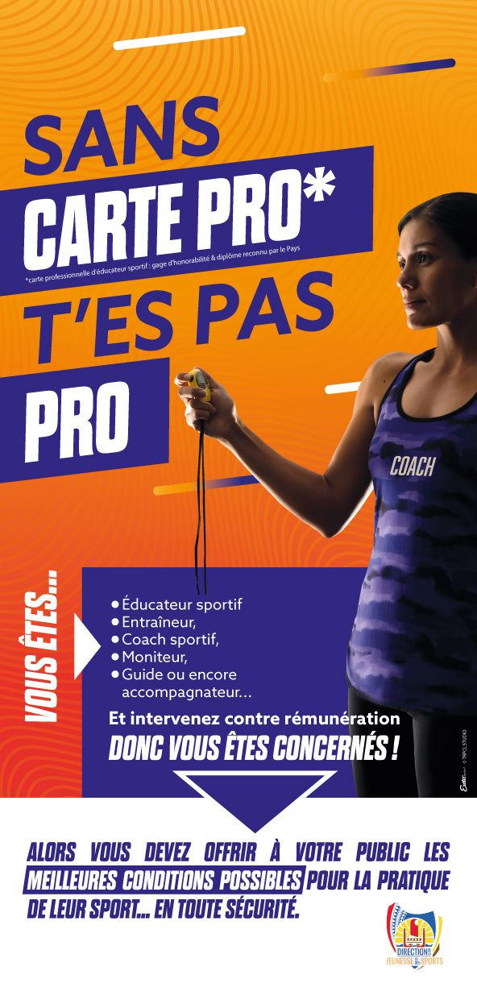 SANS
CARTE PRO*
*carte professionnelle d'éducateur sportif : gage d'honorabilité & diplôme reconnu par le Pays
T'ES PAS
PRO
COACH
VOUS ÊTES...
• Éducateur sportif
• Entraîneur,
• Coach sportif,
• Moniteur,
• Guide ou encore
accompagnateur...
Et intervenez contre rémunération
DONC VOUS ÊTES CONCERNÉS !
© TRPCL STUDIO
ALORS VOUS DEVEZ OFFRIR À VOTRE PUBLIC LES
MEILLEURES CONDITIONS POSSIBLES POUR LA PRATIQUE
DE LEUR SPORT... EN TOUTE SÉCURITÉ.
DIRECTION DE LA
JEUNESSE ET DES SPORTS